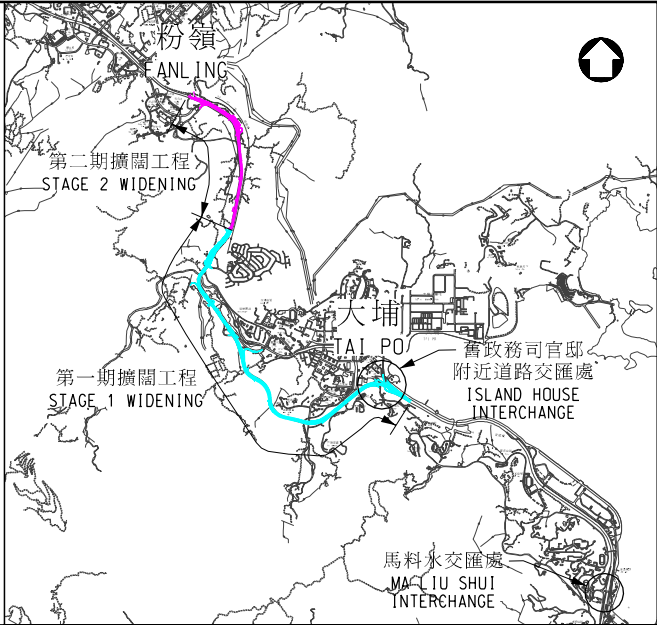 粉嶺
FANLING
第二期擴闊工程
STAGE 2 WIDENING
大埔
TAI PO
舊政務司官邸
附近道路交匯處
ISLAND HOUSE
INTERCHANGE
第一期擴闊工程
STAGE 1 WIDENING
馬料水交匯處
MA LIU SHUI
INTERCHANGE